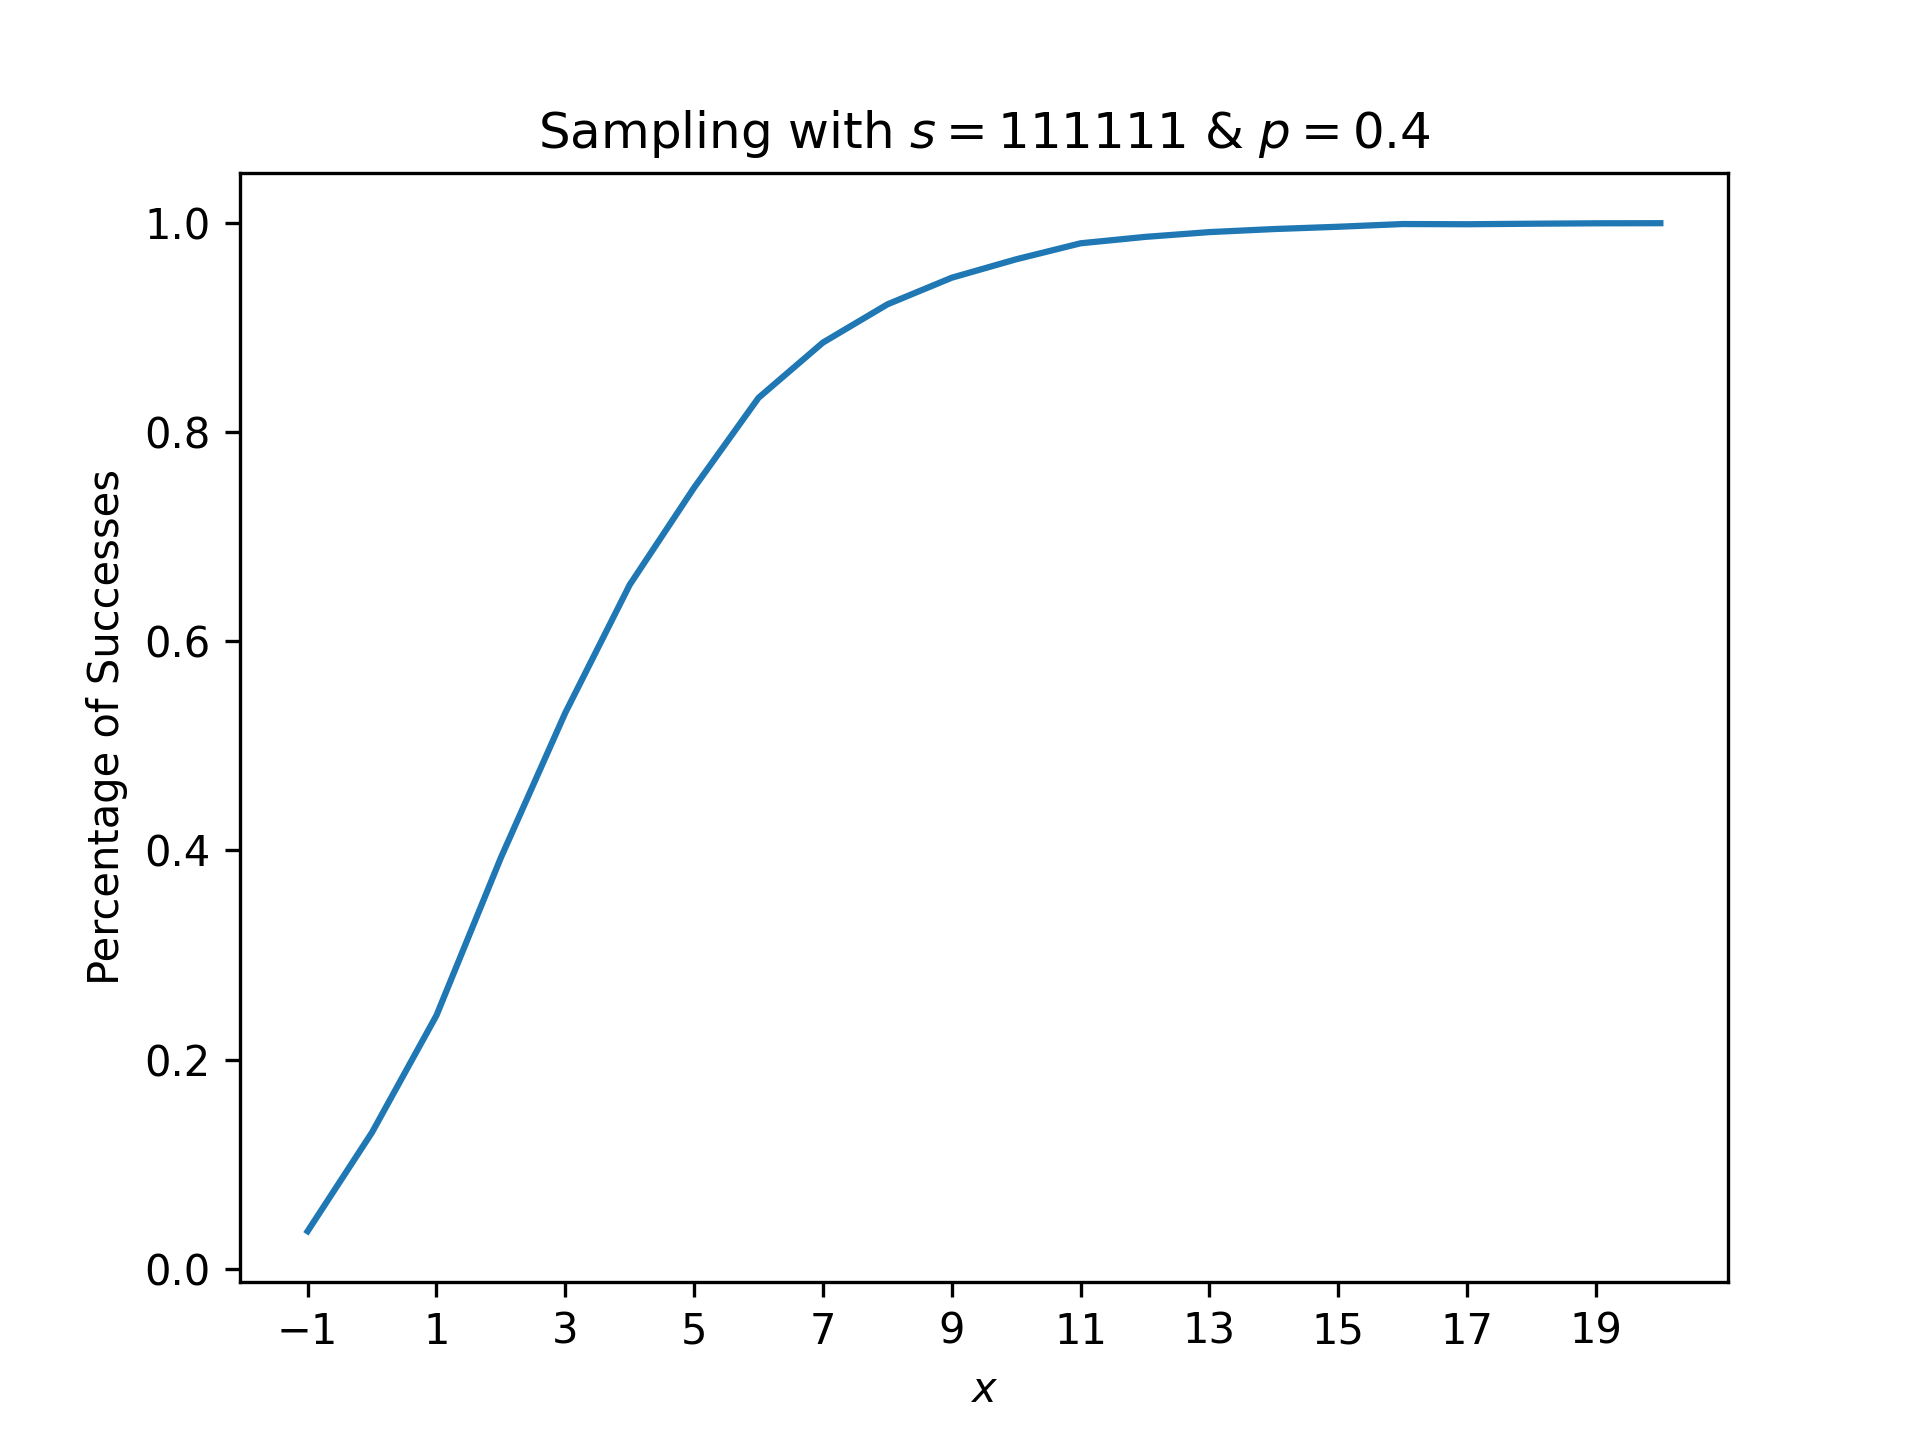 Sampling with s = 111111 & p = 0.4
1.0
0.8
0.6
0.4
0.2
0.0
Percentage of Successes
−1 1 3 5 7 9 11 13 15 17 19
x